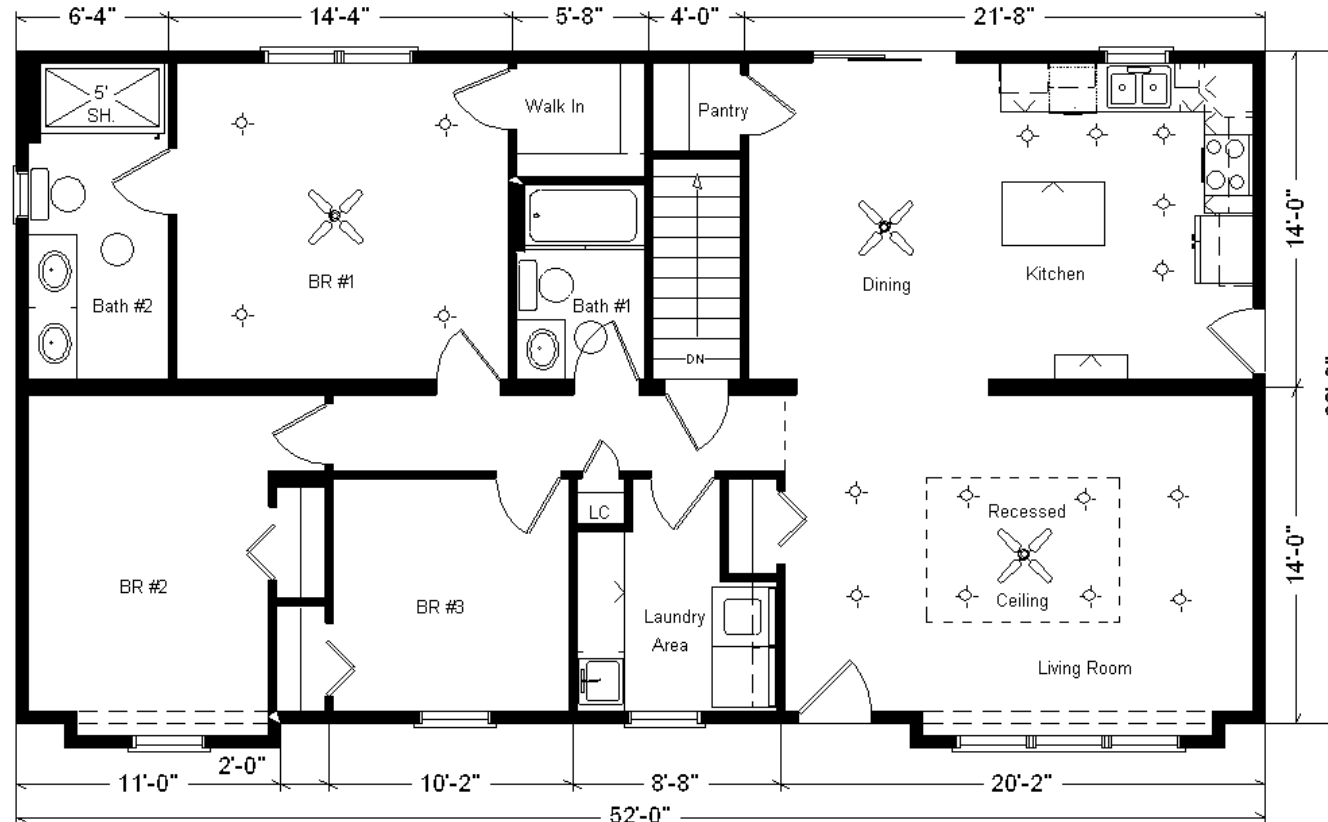 6'-4"
14'-4"
5'-8"
4'-0"
21'-8"
5'
SH.
Walk In
Pantry
14'-0"
BR #1
Bath #2
Bath #1
Dining
Kitchen
DN
LC
Recessed
Ceiling
14'-0"
BR #2
BR #3
Laundry
Area
Living Room
2'-0"
11'-0"
10'-2"
8'-8"
20'-2"
52'-0"